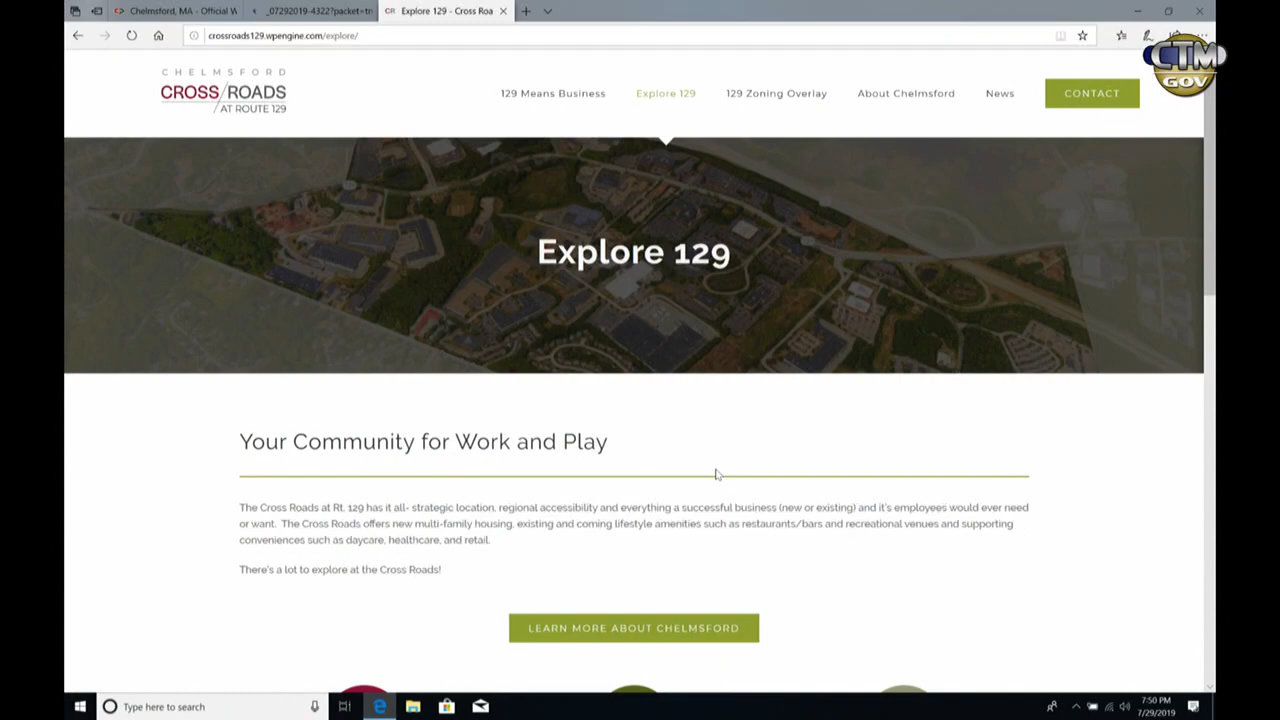 Chelmsford, MA - Official W
_07292019-4322?packet=tr
CR Explore 129 - Cross Roa
crossroads129.wpengine.com/explore/
CTM
GOV
CHELMSFORD
CROSS/ROADS
AT ROUTE 129
129 Means Business
Explore 129
129 Zoning Overlay
About Chelmsford
News
CONTACT
Explore 129
Your Community for Work and Play
The Cross Roads at Rt. 129 has it all- strategic location, regional accessibility and everything a successful business (new or existing) and it's employees would ever need
or want. The Cross Roads offers new multi-family housing, existing and coming lifestyle amenities such as restaurants/bars and recreational venues and supporting
conveniences such as daycare, healthcare, and retail.
There's a lot to explore at the Cross Roads!
LEARN MORE ABOUT CHELMSFORD
Type here to search
7:50 PM
7/29/2019